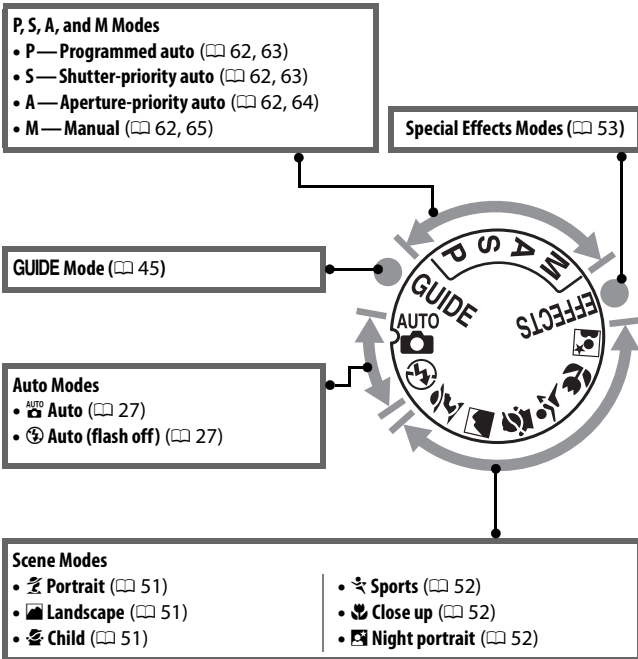 P, S, A, and M Modes
• P—Programmed auto (62, 63)
• S—Shutter-priority auto (62, 63)
• A—Aperture-priority auto (62, 64)
• M—Manual (62, 65)
Special Effects Modes (53)
GUIDE Mode (45)
P S A M
GUIDE
EFFECTS
AUTO
Auto Modes
• AUTO Auto (27)
• Auto (flash off) (27)
Scene Modes
• Portrait (51)
• Landscape (51)
• Child (51)
• Sports (52)
• Close up (52)
• Night portrait (52)